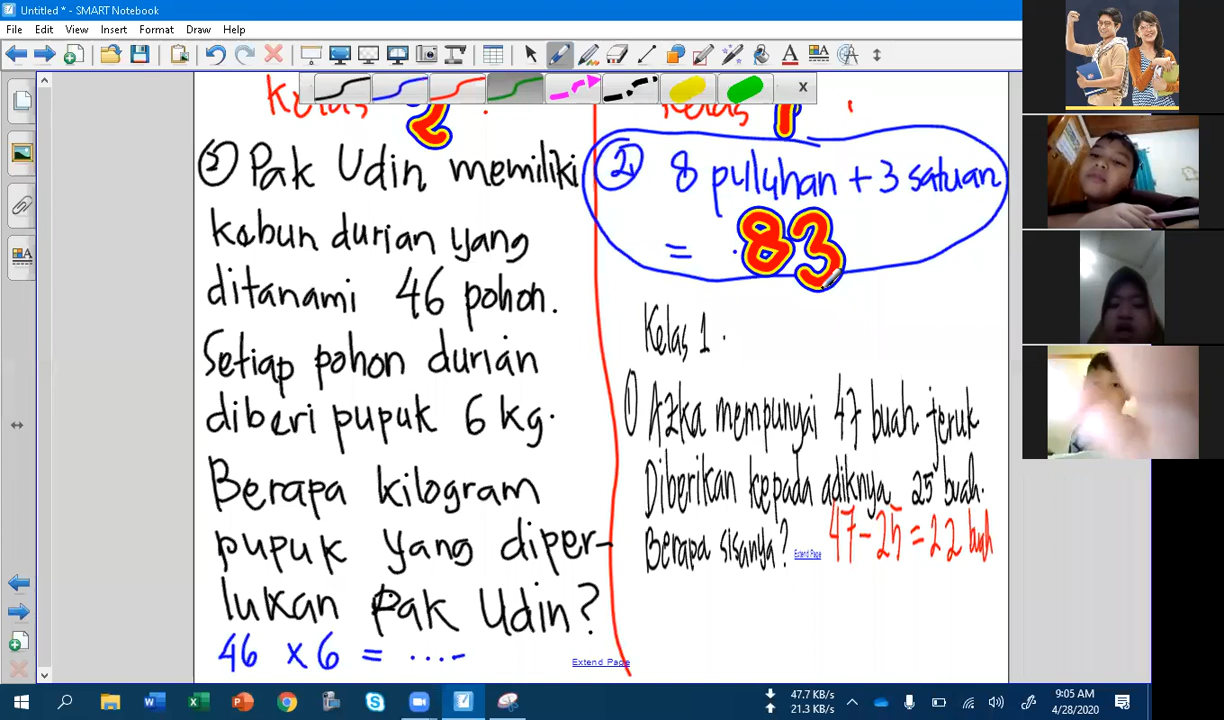 Untitled * - SMART Notebook
File Edit View Insert Format Draw Help
Kelas 2 .
② Pak Udin memiliki
kebun durian yang
ditanami 46 pohon.
Setiap pohon durian
diberi pupuk 6 kg.
Berapa kilogram
pupuk yang diper-
lukan Pak Udin?
46 x 6 = ....
Extend Page
Kelas 1 .
② 8 puluhan + 3 satuan
= 83
Kelas 1 .
① Azka mempunyai 47 buah jeruk
Diberikan kepada adiknya 25 buah.
Berapa sisanya? Extend Page 47 - 25 = 22 buah
47.7 KB/s
21.3 KB/s
9:05 AM
4/28/2020